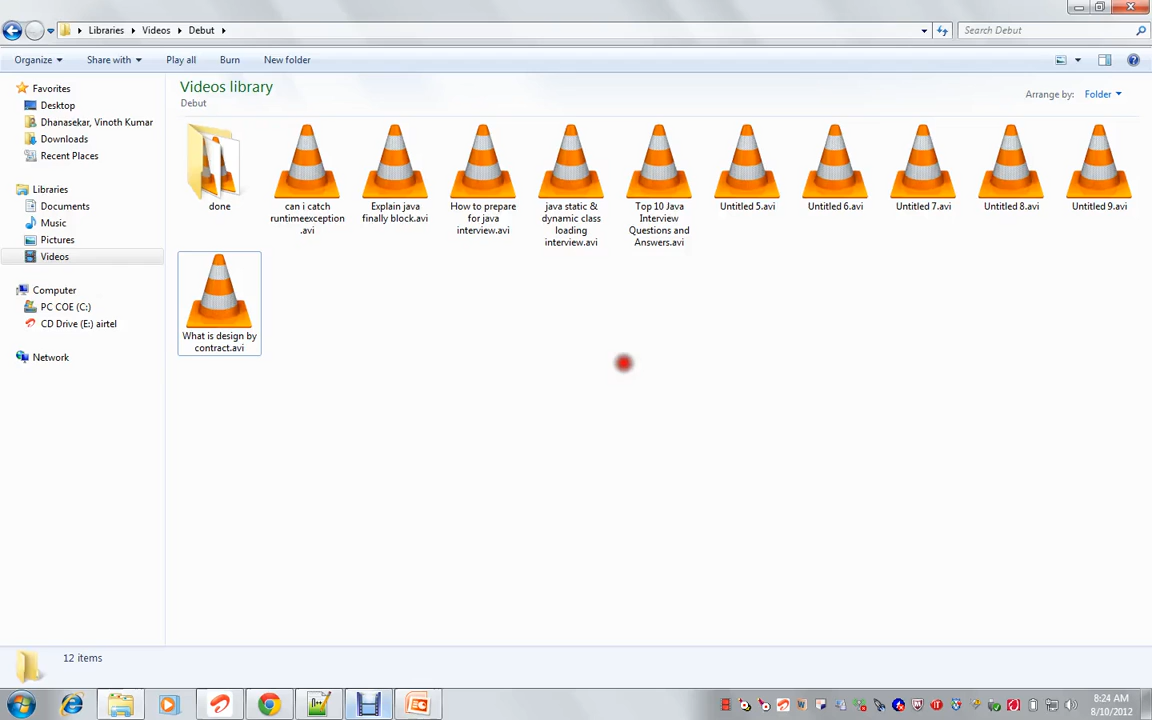 Libraries Videos Debut
Search Debut
Organize Share with Play all Burn New folder
Favorites
Desktop
Dhanasekar, Vinoth Kumar
Downloads
Recent Places
Libraries
Documents
Music
Pictures
Videos
Computer
PC COE (C:)
CD Drive (E:) airtel
Network
Videos library
Debut
Arrange by: Folder
done
can i catch
runtimeexception
.avi
Explain java
finally block.avi
How to prepare
for java
interview.avi
java static &
dynamic class
loading
interview.avi
Top 10 Java
Interview
Questions and
Answers.avi
Untitled 5.avi
Untitled 6.avi
Untitled 7.avi
Untitled 8.avi
Untitled 9.avi
What is design by
contract.avi
12 items
8:24 AM
8/10/2012